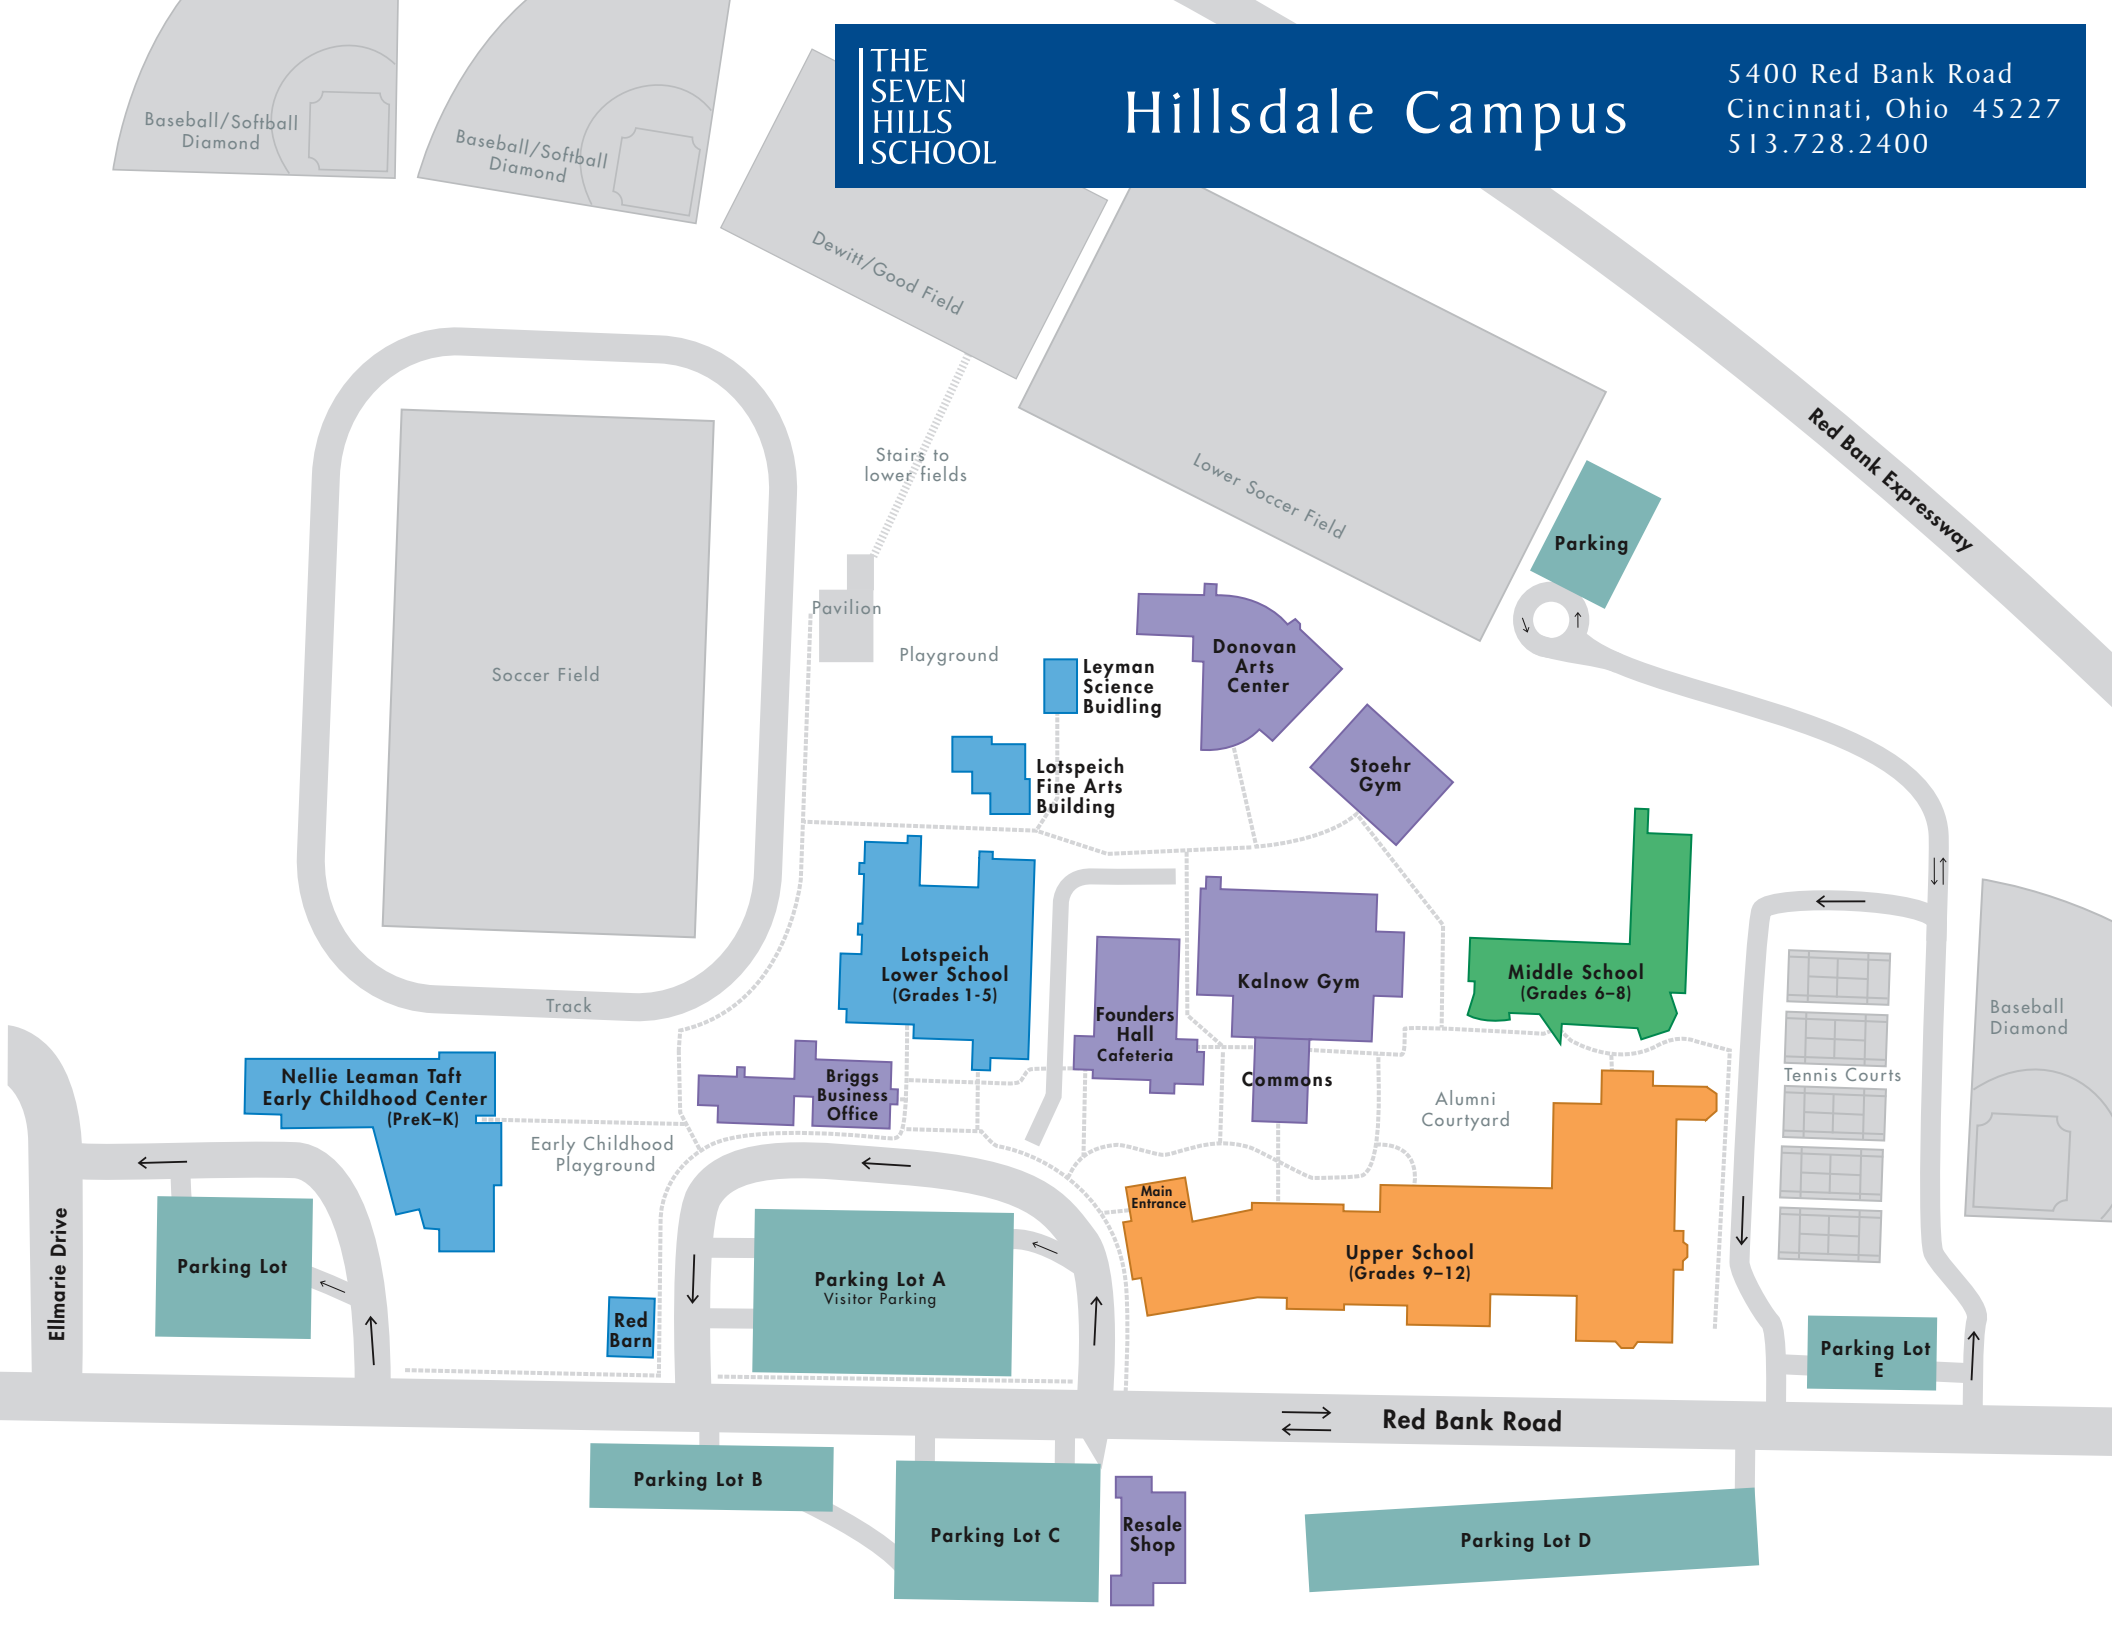 THE
SEVEN
HILLS
SCHOOL
Hillsdale Campus
5400 Red Bank Road
Cincinnati, Ohio 45227
513.728.2400
Baseball/Softball
Diamond
Baseball/Softball
Diamond
Dewitt/Good Field
Lower Soccer Field
Red Bank Expressway
Stairs to
lower fields
Parking
Pavilion
Playground
Soccer Field
Leyman
Science
Buidling
Donovan
Arts
Center
Stoehr
Gym
Lotspeich
Fine Arts
Building
Lotspeich
Lower School
(Grades 1-5)
Kalnow Gym
Middle School
(Grades 6–8)
Founders
Hall
Cafeteria
Track
Baseball
Diamond
Tennis Courts
Nellie Leaman Taft
Early Childhood Center
(PreK–K)
Briggs
Business
Office
Commons
Alumni
Courtyard
Early Childhood
Playground
Main
Entrance
Ellmarie Drive
Parking Lot
Parking Lot A
Visitor Parking
Upper School
(Grades 9–12)
Red
Barn
Parking Lot
E
Red Bank Road
Parking Lot B
Parking Lot C
Resale
Shop
Parking Lot D